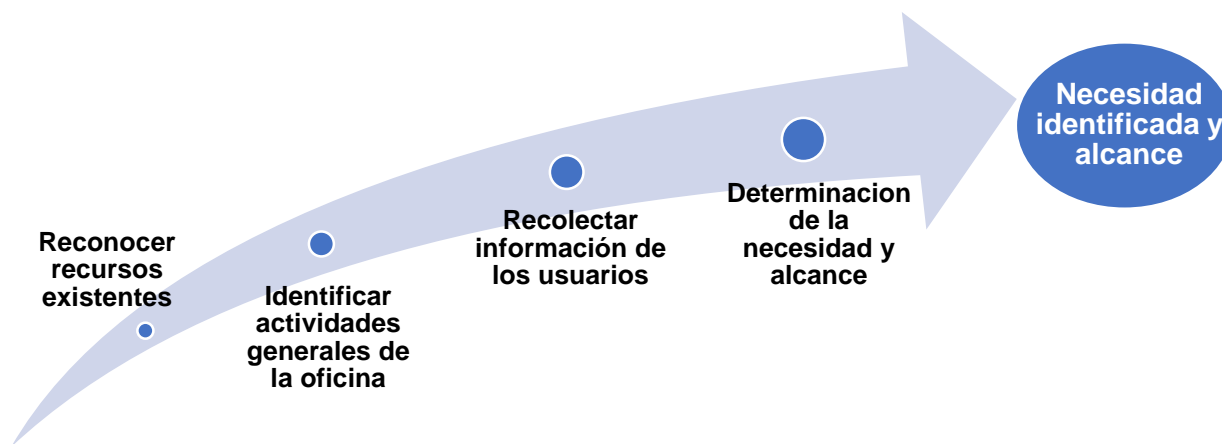 Reconocer
recursos
existentes
Identificar
actividades
generales de
la oficina
Recolectar
información de
los usuarios
Determinacion
de la
necesidad y
alcance
Necesidad
identificada y
alcance